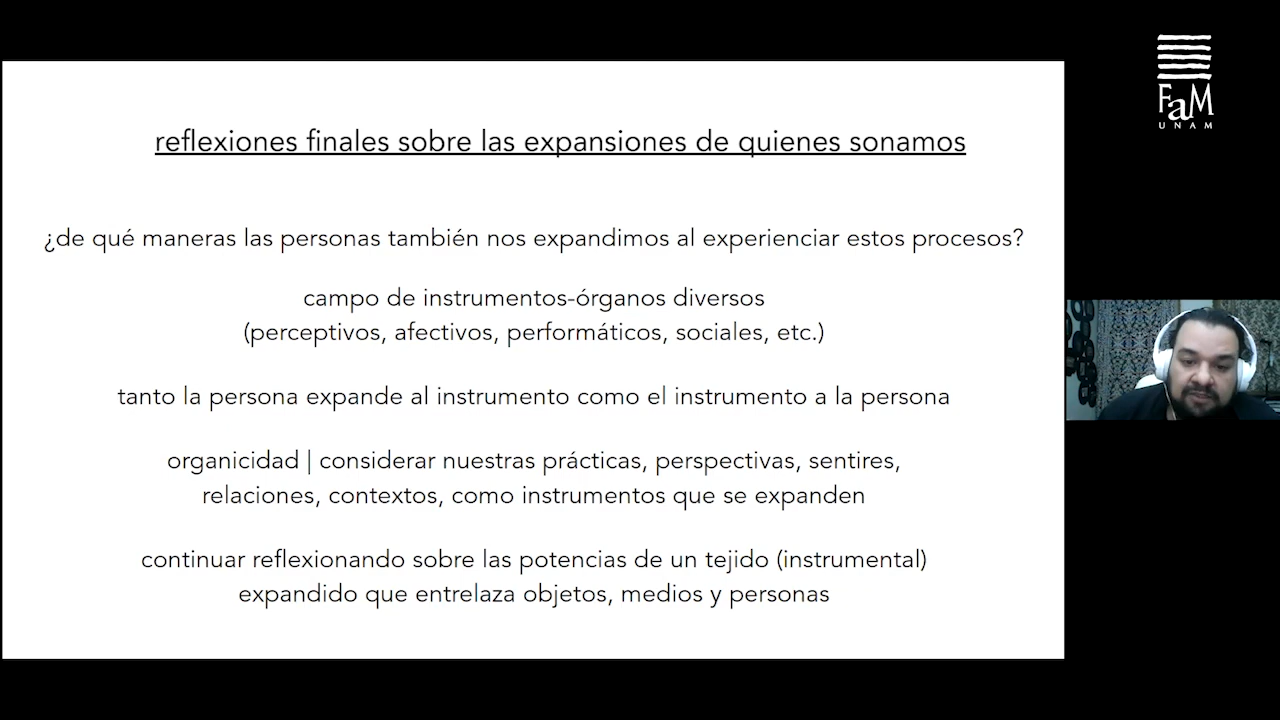 reflexiones finales sobre las expansiones de quienes sonamos
¿de qué maneras las personas también nos expandimos al experienciar estos procesos?
campo de instrumentos-órganos diversos
(perceptivos, afectivos, performáticos, sociales, etc.)
tanto la persona expande al instrumento como el instrumento a la persona
organicidad | considerar nuestras prácticas, perspectivas, sentires,
relaciones, contextos, como instrumentos que se expanden
continuar reflexionando sobre las potencias de un tejido (instrumental)
expandido que entrelaza objetos, medios y personas
FaM
UNAM